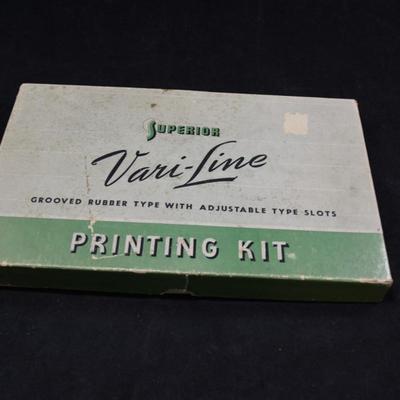 SUPERIOR
Vari-Line
GROOVED RUBBER TYPE WITH ADJUSTABLE TYPE SLOTS
PRINTING KIT